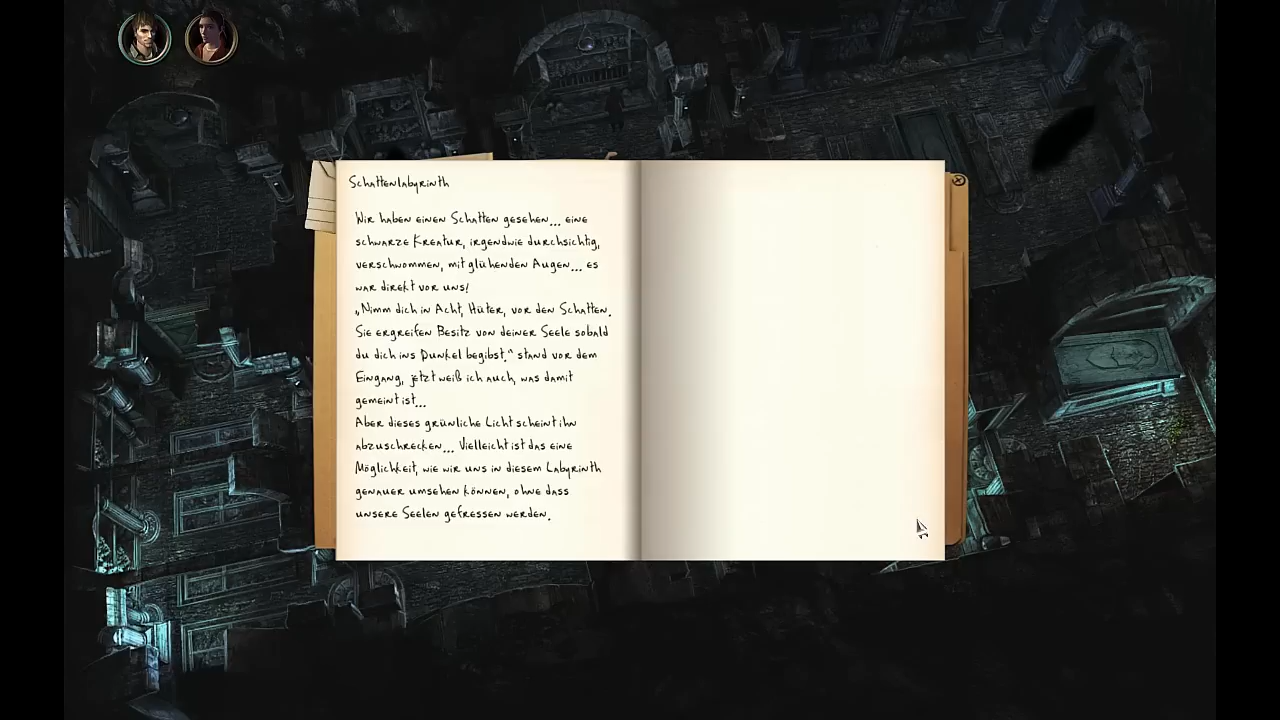 Schattenlabyrinth
Wir haben einen Schatten gesehen... eine
schwarze Kreatur, irgendwie durchsichtig,
verschwommen, mit glühenden Augen... es
war direkt vor uns!
„Nimm dich in Acht, Hüter, vor den Schatten.
Sie ergreifen Besitz von deiner Seele sobald
du dich ins Dunkel begibst.“ stand vor dem
Eingang, jetzt weiß ich auch, was damit
gemeint ist...
Aber dieses grünliche Licht scheint ihn
abzuschrecken... Vielleicht ist das eine
Möglichkeit, wie wir uns in diesem Labyrinth
genauer umsehen können, ohne dass
unsere Seelen gefressen werden.